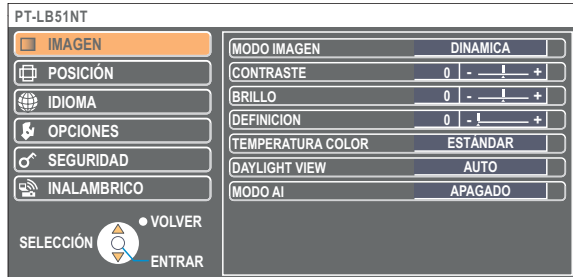 PT-LB51NT
IMAGEN
POSICIÓN
IDIOMA
OPCIONES
SEGURIDAD
INALAMBRICO
VOLVER
SELECCIÓN
ENTRAR
MODO IMAGEN DINAMICA
CONTRASTE 0 - +
BRILLO 0 - +
DEFINICION 0 - +
TEMPERATURA COLOR ESTÁNDAR
DAYLIGHT VIEW AUTO
MODO AI APAGADO